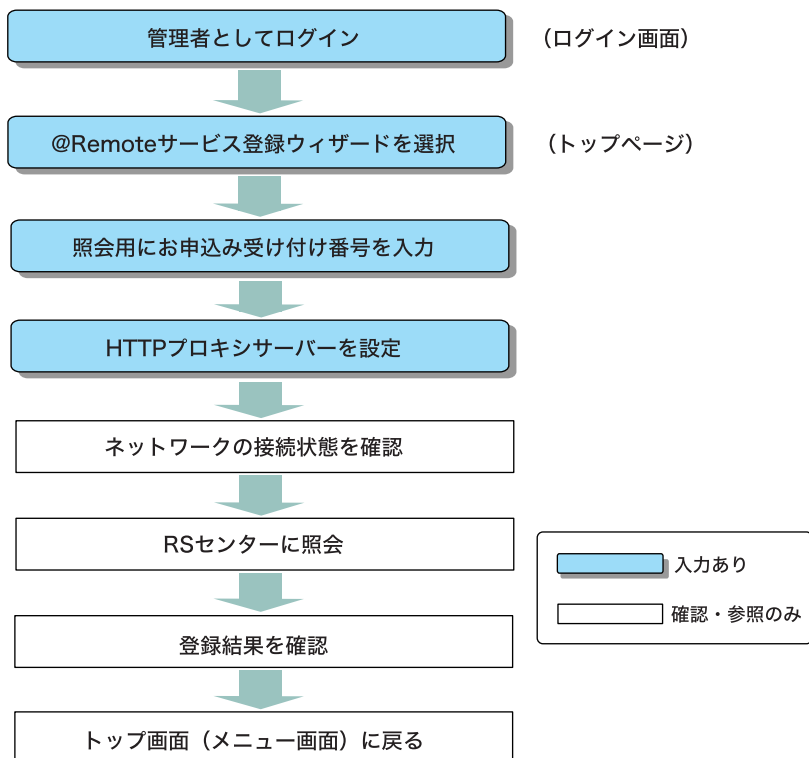 管理者としてログイン
（ログイン画面）
@Remoteサービス登録ウィザードを選択
（トップページ）
照会用にお申込み受け付け番号を入力
HTTPプロキシサーバーを設定
ネットワークの接続状態を確認
RSセンターに照会
入力あり
確認・参照のみ
登録結果を確認
トップ画面（メニュー画面）に戻る